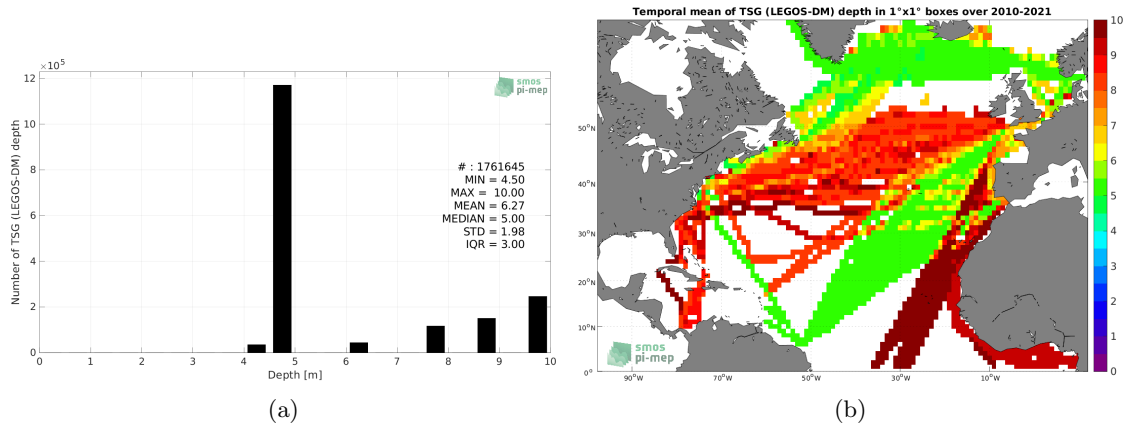 ×10⁵
12
10
8
6
4
2
0
Number of TSG (LEGOS-DM) depth
smos
pi-mep
# : 1761645
MIN = 4.50
MAX = 10.00
MEAN = 6.27
MEDIAN = 5.00
STD = 1.98
IQR = 3.00
0 1 2 3 4 5 6 7 8 9 10
Depth [m]
(a)
Temporal mean of TSG (LEGOS-DM) depth in 1°x1° boxes over 2010-2021
50°N
40°N
30°N
20°N
10°N
0°
90°W 70°W 50°W 30°W 10°W
smos
pi-mep
10
9
8
7
6
5
4
3
2
1
0
(b)